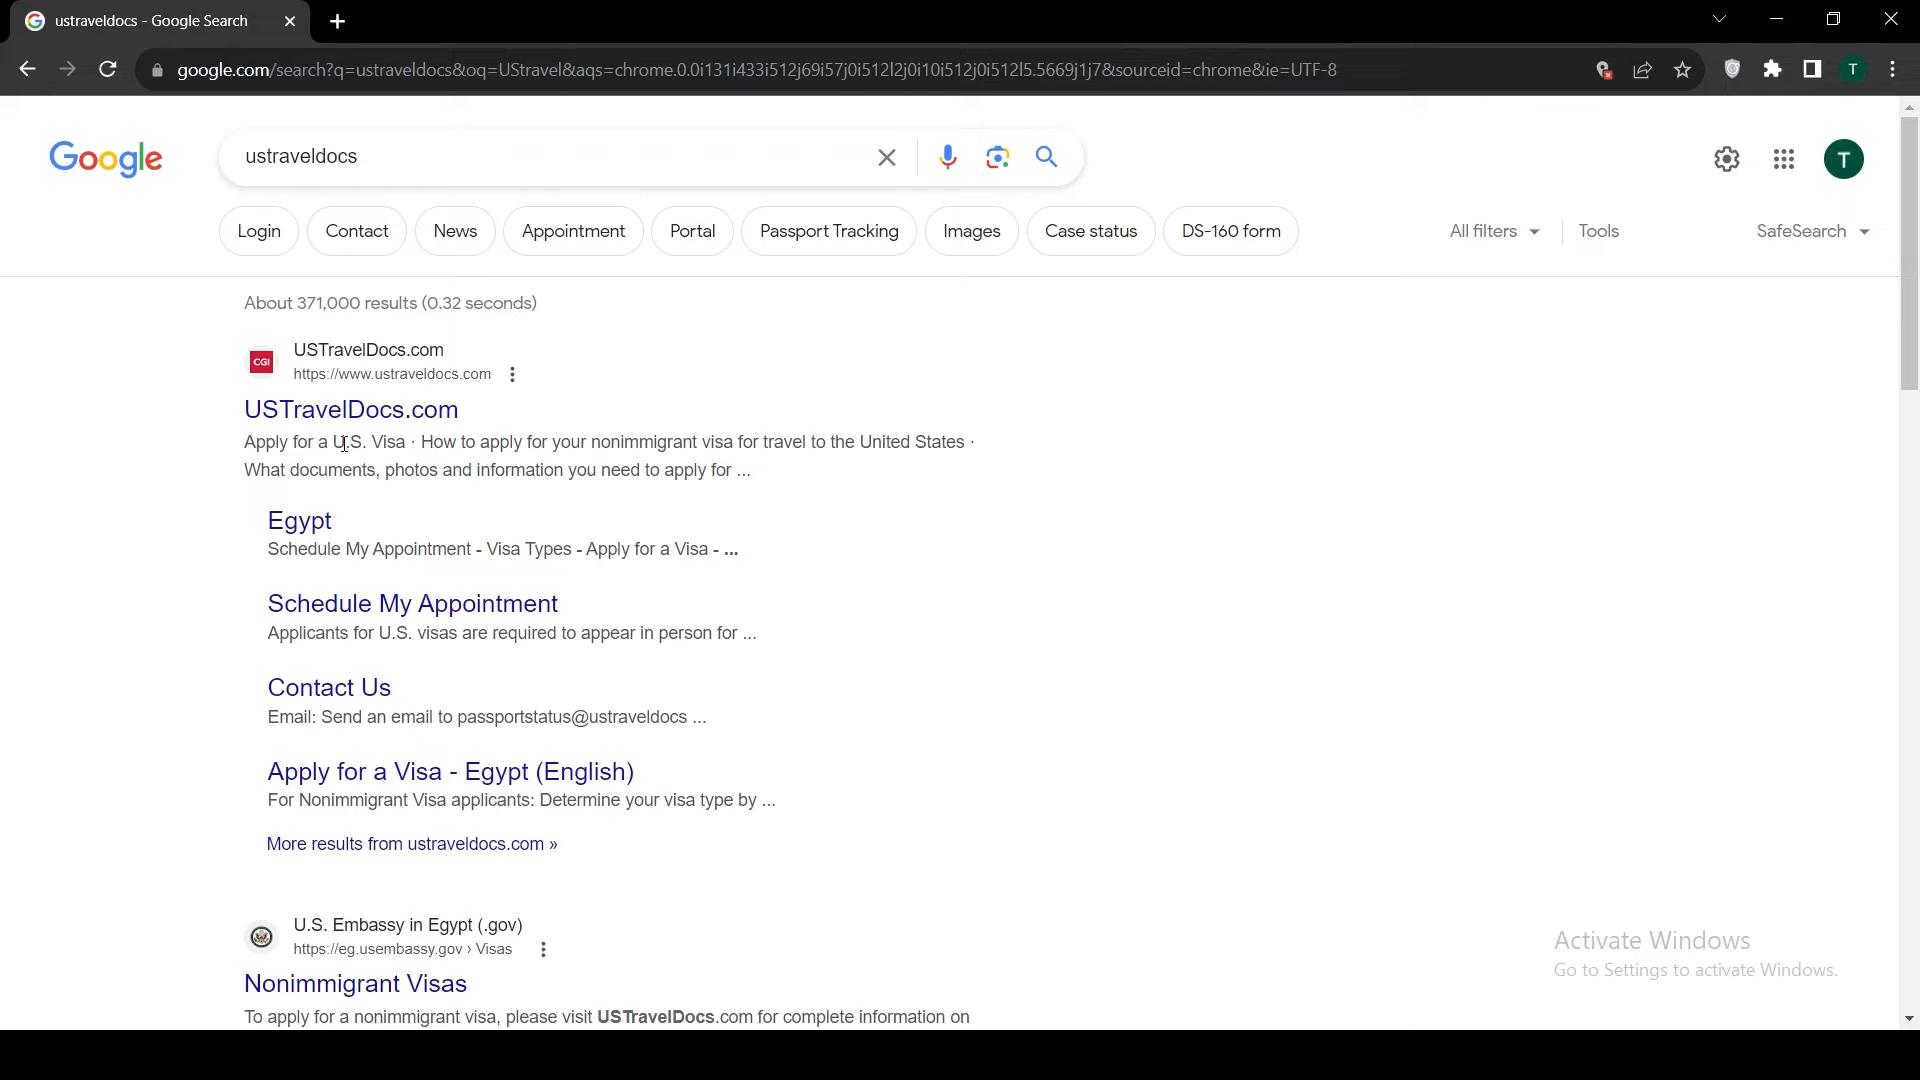 ustraveldocs - Google Search
google.com/search?q=ustraveldocs&oq=UStravel&aqs=chrome.0.0i131i433i512j69i57j0i512l2j0i10i512j0i512l5.5669j1j7&sourceid=chrome&ie=UTF-8
T
Google
ustraveldocs
T
Login
Contact
News
Appointment
Portal
Passport Tracking
Images
Case status
DS-160 form
All filters
Tools
SafeSearch
About 371,000 results (0.32 seconds)
CGI
USTravelDocs.com
https://www.ustraveldocs.com
USTravelDocs.com
Apply for a U.S. Visa · How to apply for your nonimmigrant visa for travel to the United States ·
What documents, photos and information you need to apply for ...
Egypt
Schedule My Appointment - Visa Types - Apply for a Visa - ...
Schedule My Appointment
Applicants for U.S. visas are required to appear in person for ...
Contact Us
Email: Send an email to passportstatus@ustraveldocs ...
Apply for a Visa - Egypt (English)
For Nonimmigrant Visa applicants: Determine your visa type by ...
More results from ustraveldocs.com »
U.S. Embassy in Egypt (.gov)
https://eg.usembassy.gov › Visas
Nonimmigrant Visas
To apply for a nonimmigrant visa, please visit USTravelDocs.com for complete information on
Activate Windows
Go to Settings to activate Windows.